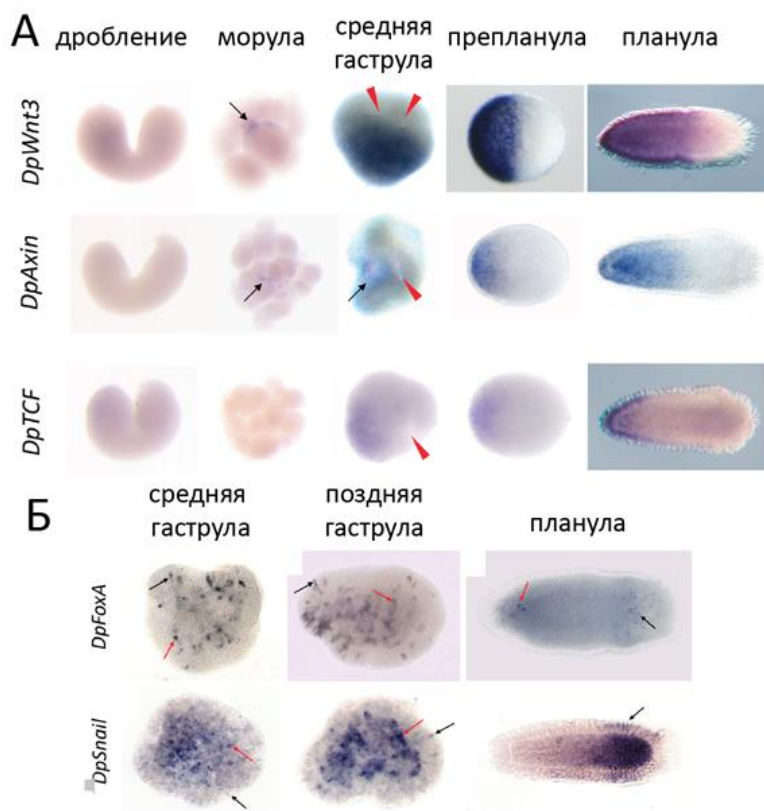 А
дробление
морула
средняя
гаструла
препланула
планула
DpWnt3
DpAxin
DpTCF
Б
средняя
гаструла
поздняя
гаструла
планула
DpFoxA
DpSnail